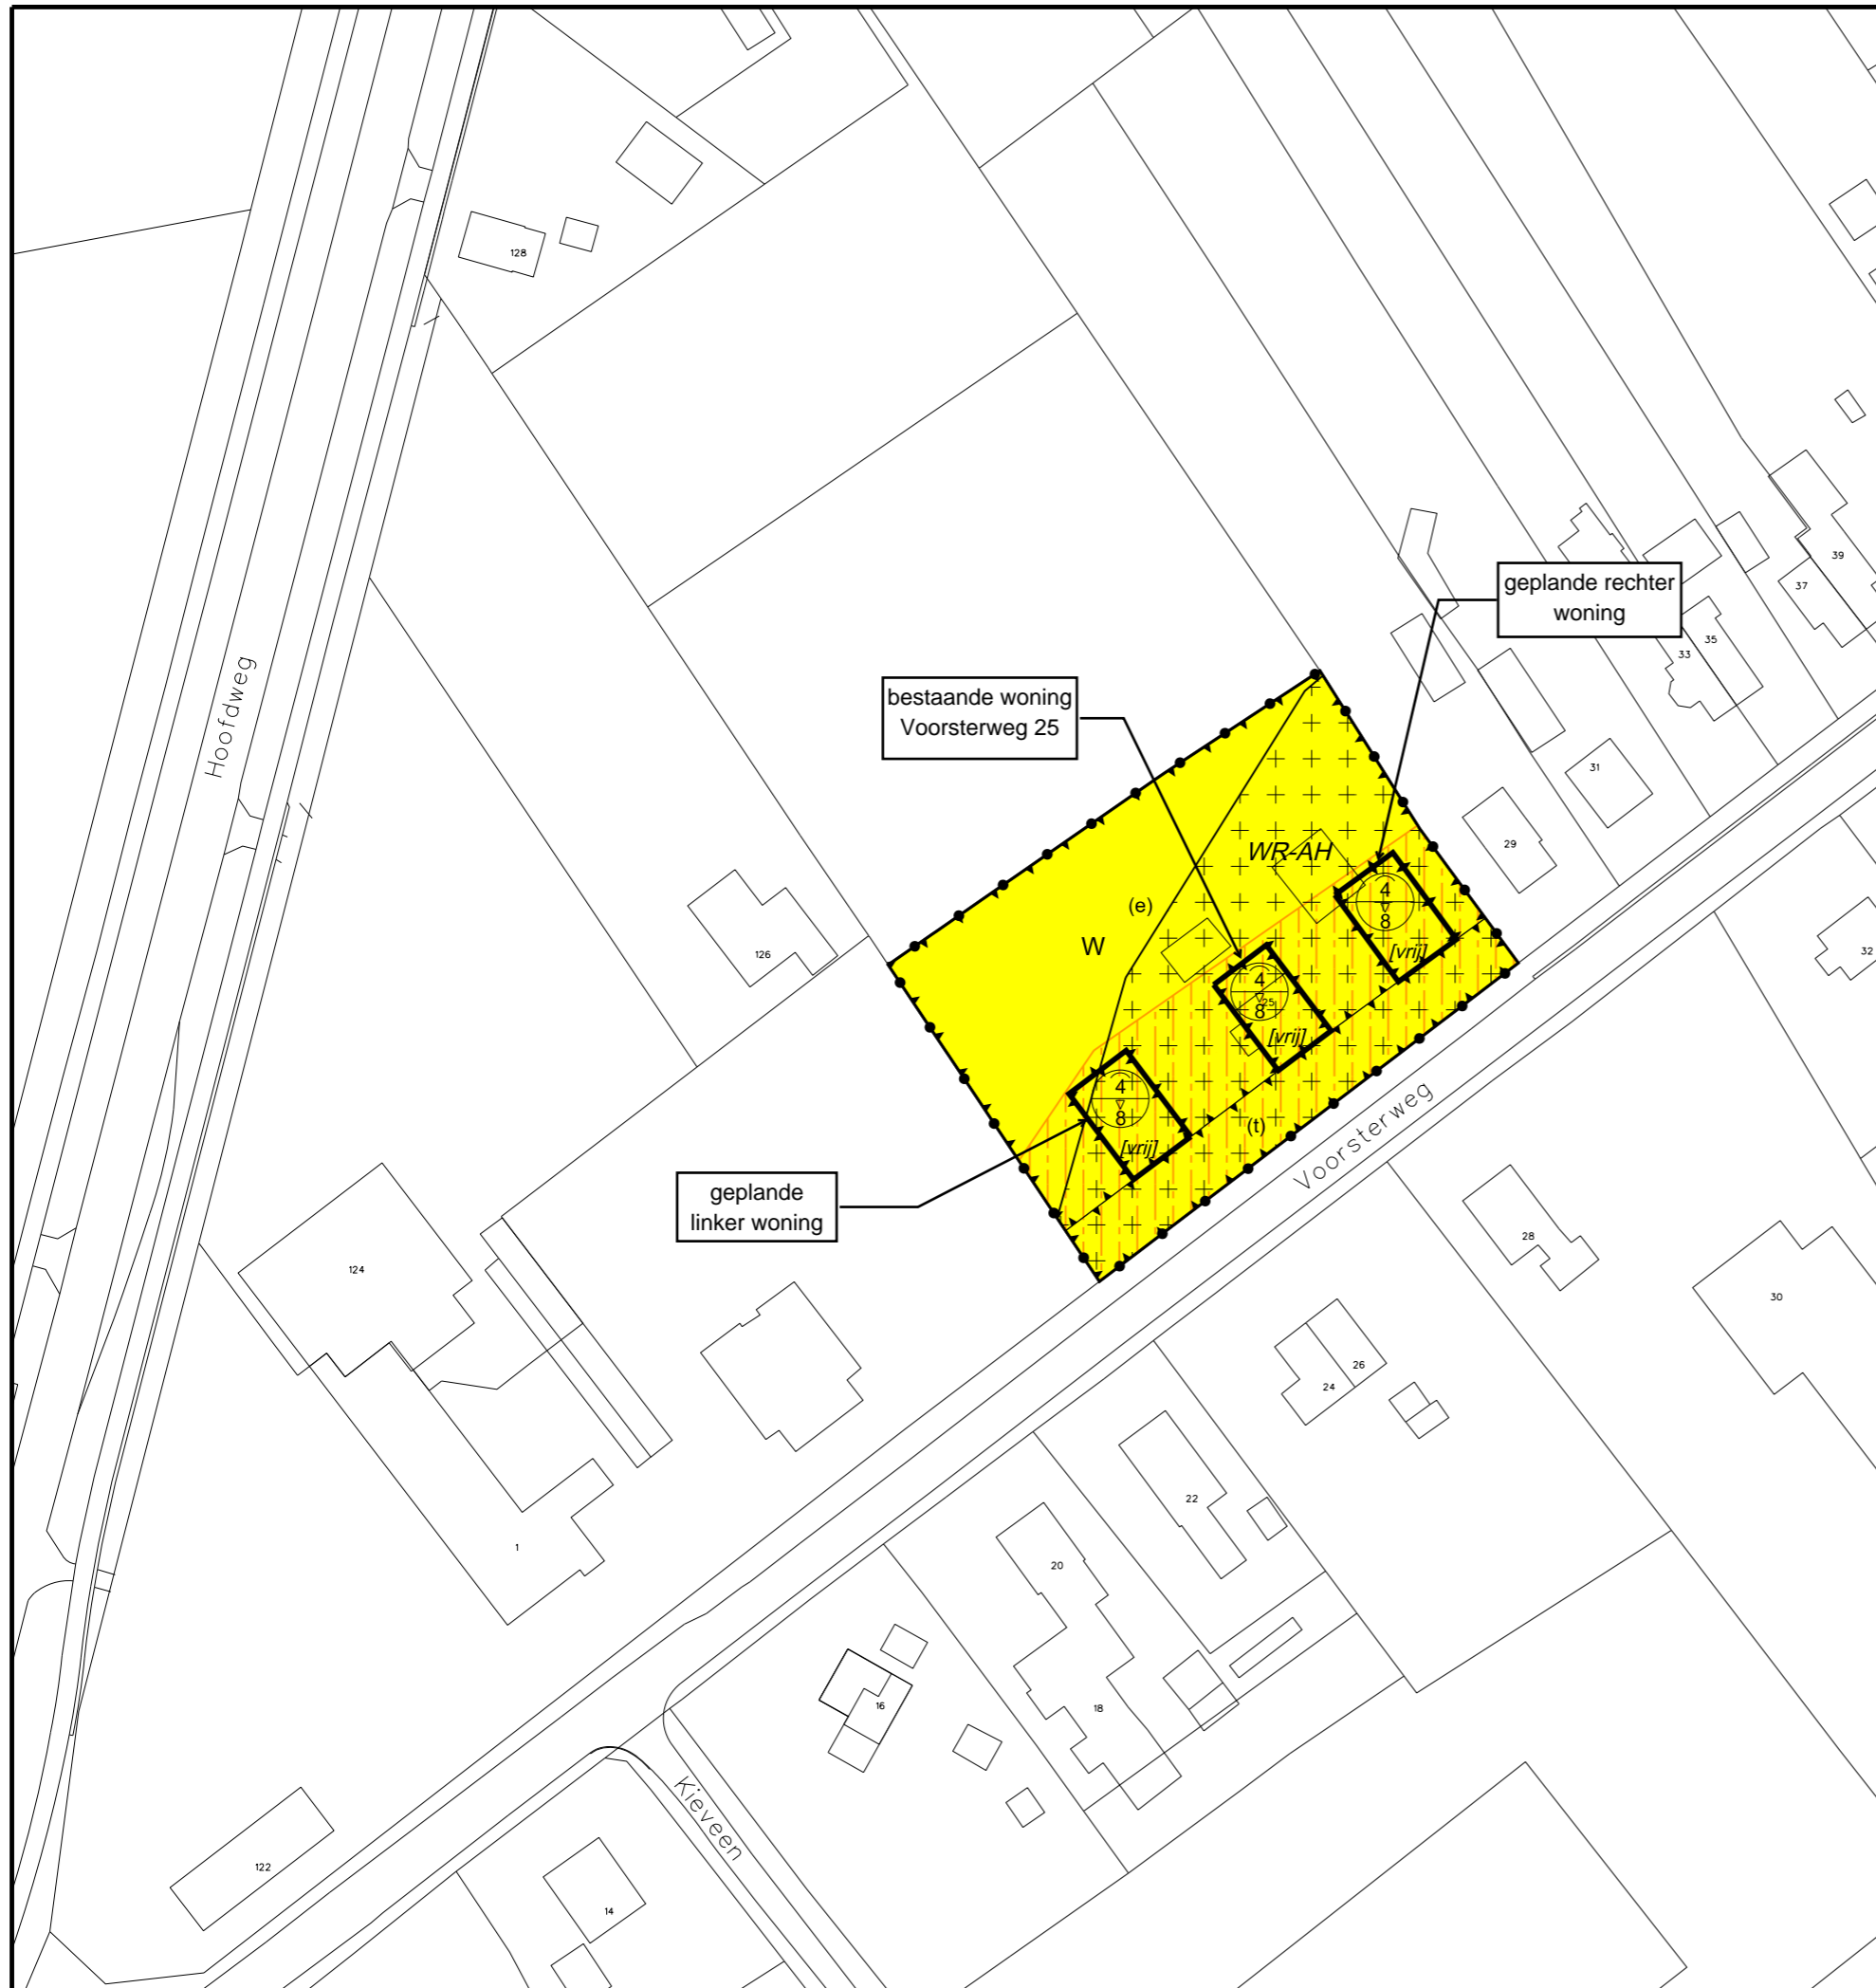 128
Hoofdweg
39
37
35
33
geplande rechter
woning
bestaande woning
Voorsterweg 25
31
29
WR-AH
4
8
[vrij]
(e)
W
126
32
4
25
8
[vrij]
4
8
[vrij]
(t)
Voorsterweg
geplande
linker woning
28
124
30
26
24
22
1
20
16
18
Kieveen
122
14